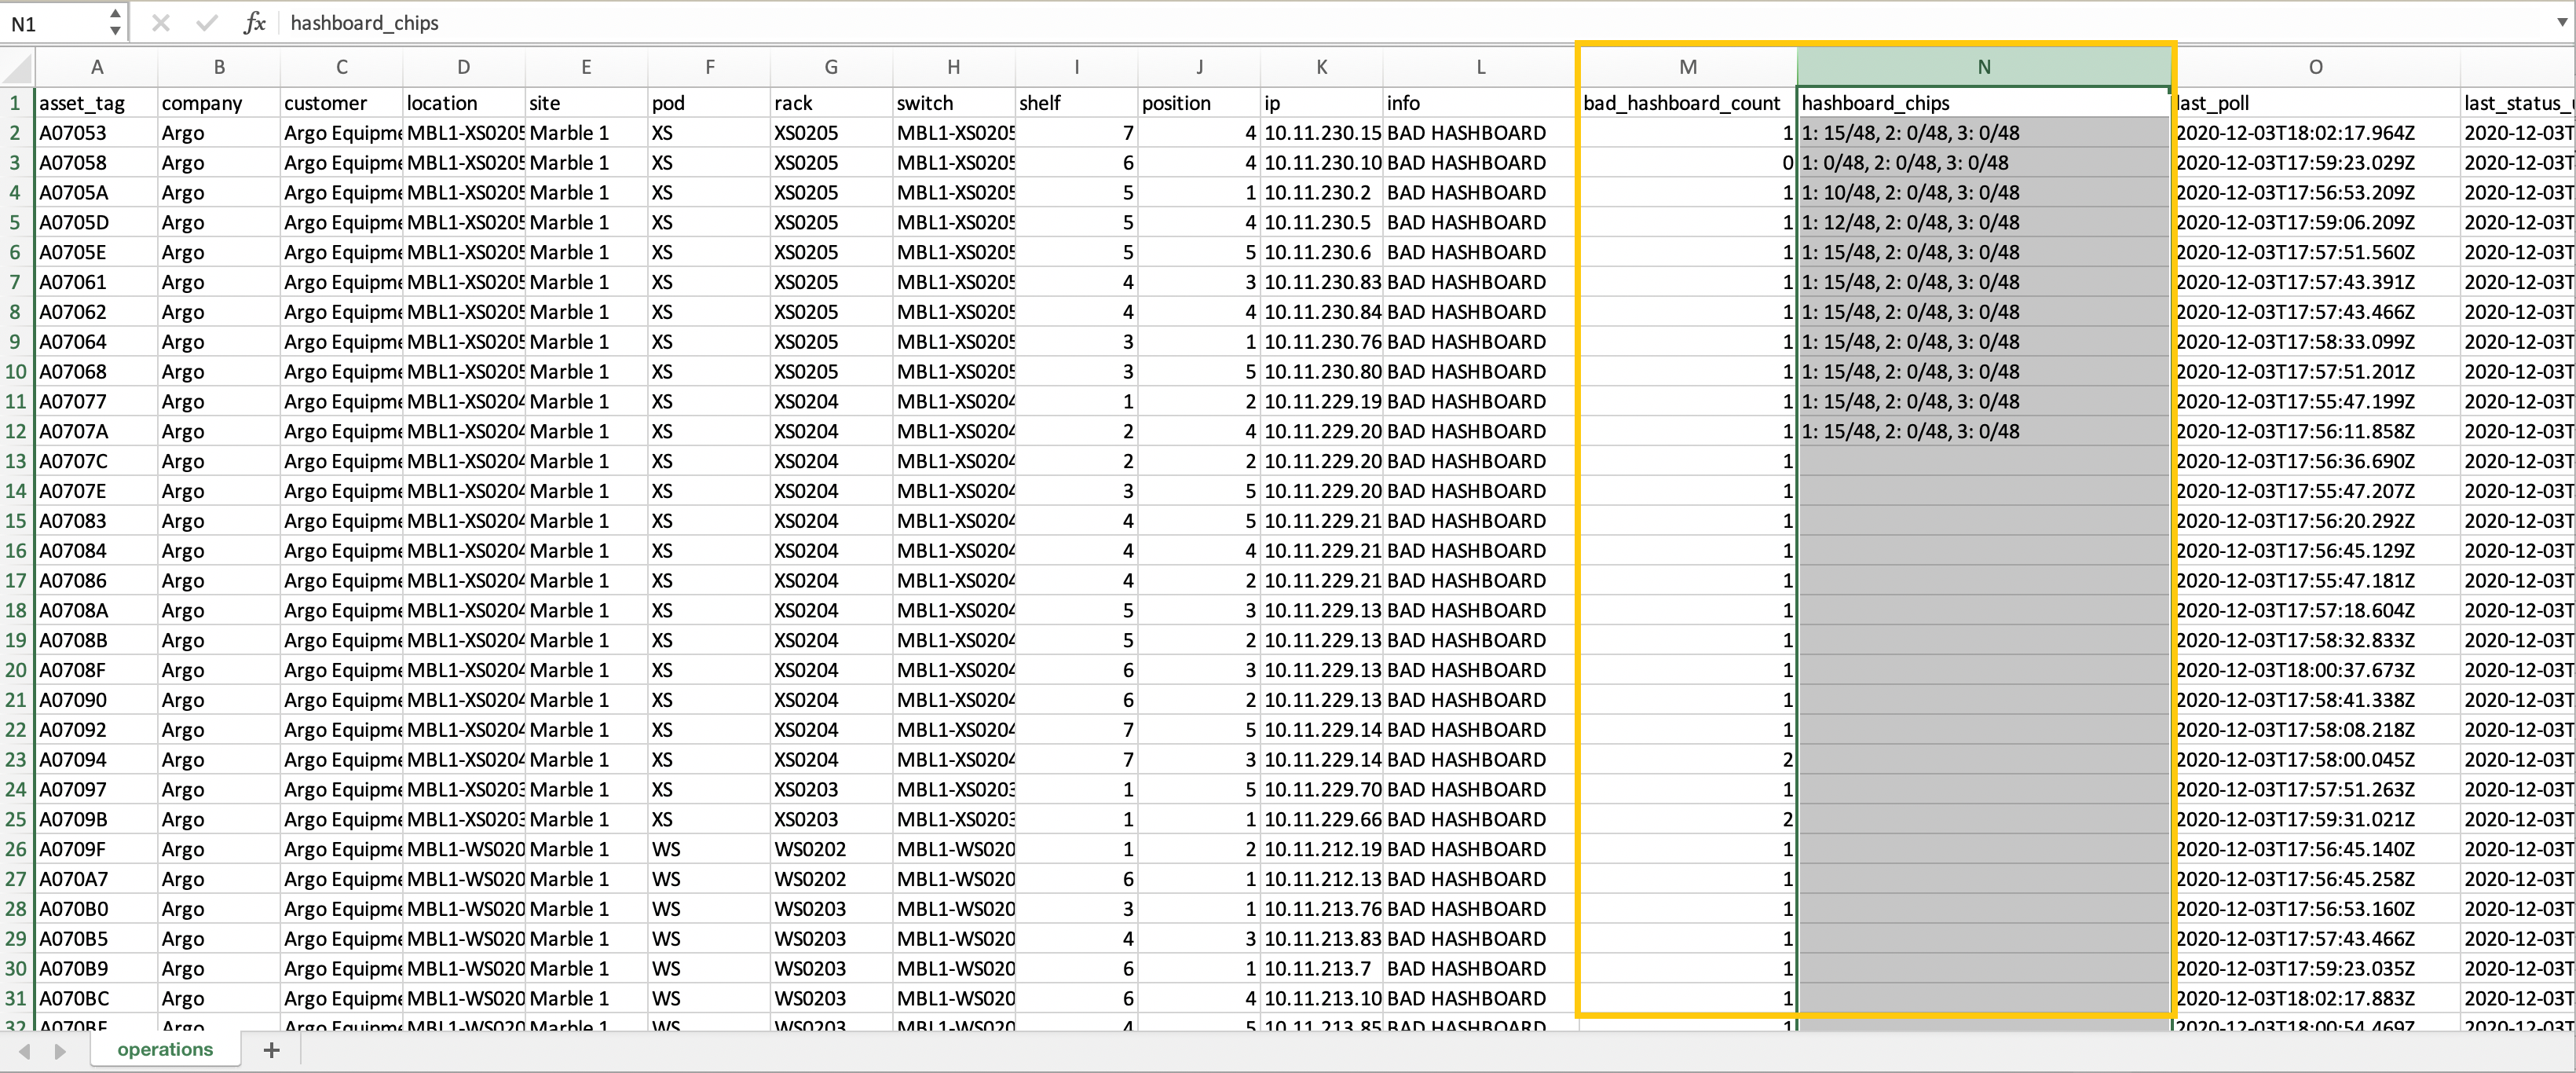 N1 fx hashboard_chips
A B C D E F G H I J K L M N O
1 asset_tag company customer location site pod rack switch shelf position ip info bad_hashboard_count hashboard_chips last_poll last_status_
2 A07053 Argo Argo Equipme MBL1-XS0205 Marble 1 XS XS0205 MBL1-XS0205 7 4 10.11.230.15 BAD HASHBOARD 1 1: 15/48, 2: 0/48, 3: 0/48 2020-12-03T18:02:17.964Z 2020-12-03T
3 A07058 Argo Argo Equipme MBL1-XS0205 Marble 1 XS XS0205 MBL1-XS0205 6 4 10.11.230.10 BAD HASHBOARD 0 1: 0/48, 2: 0/48, 3: 0/48 2020-12-03T17:59:23.029Z 2020-12-03T
4 A0705A Argo Argo Equipme MBL1-XS0205 Marble 1 XS XS0205 MBL1-XS0205 5 1 10.11.230.2 BAD HASHBOARD 1 1: 10/48, 2: 0/48, 3: 0/48 2020-12-03T17:56:53.209Z 2020-12-03T
5 A0705D Argo Argo Equipme MBL1-XS0205 Marble 1 XS XS0205 MBL1-XS0205 5 4 10.11.230.5 BAD HASHBOARD 1 1: 12/48, 2: 0/48, 3: 0/48 2020-12-03T17:59:06.209Z 2020-12-03T
6 A0705E Argo Argo Equipme MBL1-XS0205 Marble 1 XS XS0205 MBL1-XS0205 5 5 10.11.230.6 BAD HASHBOARD 1 1: 15/48, 2: 0/48, 3: 0/48 2020-12-03T17:57:51.560Z 2020-12-03T
7 A07061 Argo Argo Equipme MBL1-XS0205 Marble 1 XS XS0205 MBL1-XS0205 4 3 10.11.230.83 BAD HASHBOARD 1 1: 15/48, 2: 0/48, 3: 0/48 2020-12-03T17:57:43.391Z 2020-12-03T
8 A07062 Argo Argo Equipme MBL1-XS0205 Marble 1 XS XS0205 MBL1-XS0205 4 4 10.11.230.84 BAD HASHBOARD 1 1: 15/48, 2: 0/48, 3: 0/48 2020-12-03T17:57:43.466Z 2020-12-03T
9 A07064 Argo Argo Equipme MBL1-XS0205 Marble 1 XS XS0205 MBL1-XS0205 3 1 10.11.230.76 BAD HASHBOARD 1 1: 15/48, 2: 0/48, 3: 0/48 2020-12-03T17:58:33.099Z 2020-12-03T
10 A07068 Argo Argo Equipme MBL1-XS0205 Marble 1 XS XS0205 MBL1-XS0205 3 5 10.11.230.80 BAD HASHBOARD 1 1: 15/48, 2: 0/48, 3: 0/48 2020-12-03T17:57:51.201Z 2020-12-03T
11 A07077 Argo Argo Equipme MBL1-XS0204 Marble 1 XS XS0204 MBL1-XS0204 1 2 10.11.229.19 BAD HASHBOARD 1 1: 15/48, 2: 0/48, 3: 0/48 2020-12-03T17:55:47.199Z 2020-12-03T
12 A0707A Argo Argo Equipme MBL1-XS0204 Marble 1 XS XS0204 MBL1-XS0204 2 4 10.11.229.20 BAD HASHBOARD 1 1: 15/48, 2: 0/48, 3: 0/48 2020-12-03T17:56:11.858Z 2020-12-03T
13 A0707C Argo Argo Equipme MBL1-XS0204 Marble 1 XS XS0204 MBL1-XS0204 2 2 10.11.229.20 BAD HASHBOARD 1 2020-12-03T17:56:36.690Z 2020-12-03T
14 A0707E Argo Argo Equipme MBL1-XS0204 Marble 1 XS XS0204 MBL1-XS0204 3 5 10.11.229.20 BAD HASHBOARD 1 2020-12-03T17:55:47.207Z 2020-12-03T
15 A07083 Argo Argo Equipme MBL1-XS0204 Marble 1 XS XS0204 MBL1-XS0204 4 5 10.11.229.21 BAD HASHBOARD 1 2020-12-03T17:56:20.292Z 2020-12-03T
16 A07084 Argo Argo Equipme MBL1-XS0204 Marble 1 XS XS0204 MBL1-XS0204 4 4 10.11.229.21 BAD HASHBOARD 1 2020-12-03T17:56:45.129Z 2020-12-03T
17 A07086 Argo Argo Equipme MBL1-XS0204 Marble 1 XS XS0204 MBL1-XS0204 4 2 10.11.229.21 BAD HASHBOARD 1 2020-12-03T17:55:47.181Z 2020-12-03T
18 A0708A Argo Argo Equipme MBL1-XS0204 Marble 1 XS XS0204 MBL1-XS0204 5 3 10.11.229.13 BAD HASHBOARD 1 2020-12-03T17:57:18.604Z 2020-12-03T
19 A0708B Argo Argo Equipme MBL1-XS0204 Marble 1 XS XS0204 MBL1-XS0204 5 2 10.11.229.13 BAD HASHBOARD 1 2020-12-03T17:58:32.833Z 2020-12-03T
20 A0708F Argo Argo Equipme MBL1-XS0204 Marble 1 XS XS0204 MBL1-XS0204 6 3 10.11.229.13 BAD HASHBOARD 1 2020-12-03T18:00:37.673Z 2020-12-03T
21 A07090 Argo Argo Equipme MBL1-XS0204 Marble 1 XS XS0204 MBL1-XS0204 6 2 10.11.229.13 BAD HASHBOARD 1 2020-12-03T17:58:41.338Z 2020-12-03T
22 A07092 Argo Argo Equipme MBL1-XS0204 Marble 1 XS XS0204 MBL1-XS0204 7 5 10.11.229.14 BAD HASHBOARD 1 2020-12-03T17:58:08.218Z 2020-12-03T
23 A07094 Argo Argo Equipme MBL1-XS0204 Marble 1 XS XS0204 MBL1-XS0204 7 3 10.11.229.14 BAD HASHBOARD 2 2020-12-03T17:58:00.045Z 2020-12-03T
24 A07097 Argo Argo Equipme MBL1-XS0203 Marble 1 XS XS0203 MBL1-XS0203 1 5 10.11.229.70 BAD HASHBOARD 1 2020-12-03T17:57:51.263Z 2020-12-03T
25 A0709B Argo Argo Equipme MBL1-XS0203 Marble 1 XS XS0203 MBL1-XS0203 1 1 10.11.229.66 BAD HASHBOARD 2 2020-12-03T17:59:31.021Z 2020-12-03T
26 A0709F Argo Argo Equipme MBL1-WS020 Marble 1 WS WS0202 MBL1-WS020 1 2 10.11.212.19 BAD HASHBOARD 1 2020-12-03T17:56:45.140Z 2020-12-03T
27 A070A7 Argo Argo Equipme MBL1-WS020 Marble 1 WS WS0202 MBL1-WS020 6 1 10.11.212.13 BAD HASHBOARD 1 2020-12-03T17:56:45.258Z 2020-12-03T
28 A070B0 Argo Argo Equipme MBL1-WS020 Marble 1 WS WS0203 MBL1-WS020 3 1 10.11.213.76 BAD HASHBOARD 1 2020-12-03T17:56:53.160Z 2020-12-03T
29 A070B5 Argo Argo Equipme MBL1-WS020 Marble 1 WS WS0203 MBL1-WS020 4 3 10.11.213.83 BAD HASHBOARD 1 2020-12-03T17:57:43.466Z 2020-12-03T
30 A070B9 Argo Argo Equipme MBL1-WS020 Marble 1 WS WS0203 MBL1-WS020 6 1 10.11.213.7 BAD HASHBOARD 1 2020-12-03T17:59:23.035Z 2020-12-03T
31 A070BC Argo Argo Equipme MBL1-WS020 Marble 1 WS WS0203 MBL1-WS020 6 4 10.11.213.10 BAD HASHBOARD 1 2020-12-03T18:02:17.883Z 2020-12-03T
32 Argo Argo Equipme MBL1-WS020 Marble 1 WS WS0203 MBL1-WS020 4 5 10.11.213.85 BAD HASHBOARD 1 2020-12-03T18:00:54.469Z 2020-12-03T
operations +